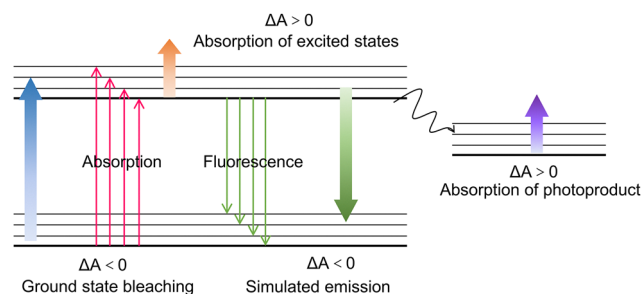 ΔA > 0
Absorption of excited states
Absorption
Fluorescence
ΔA > 0
Absorption of photoproduct
ΔA < 0
Ground state bleaching
ΔA < 0
Simulated emission